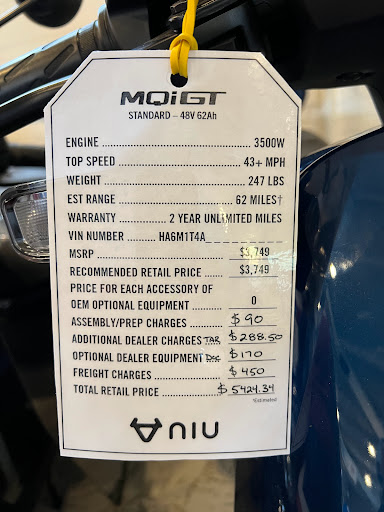 MQiGT
STANDARD – 48V 62Ah
ENGINE ........ 3500W
TOP SPEED ........ 43+ MPH
WEIGHT ........ 247 LBS
EST RANGE ........ 62 MILES†
WARRANTY ........ 2 YEAR UNLIMITED MILES
VIN NUMBER ........ HA6M1T4A_ _ _ _ _ _ _ _ _
MSRP ........ $3,749
RECOMMENDED RETAIL PRICE ..... $3,749
PRICE FOR EACH ACCESSORY OF
OEM OPTIONAL EQUIPMENT ........ 0
ASSEMBLY/PREP CHARGES ........ $90
ADDITIONAL DEALER CHARGES $288.50
OPTIONAL DEALER EQUIPMENT $170
FREIGHT CHARGES ........ $450
TOTAL RETAIL PRICE ........ $5424.34
*Estimated
NIU